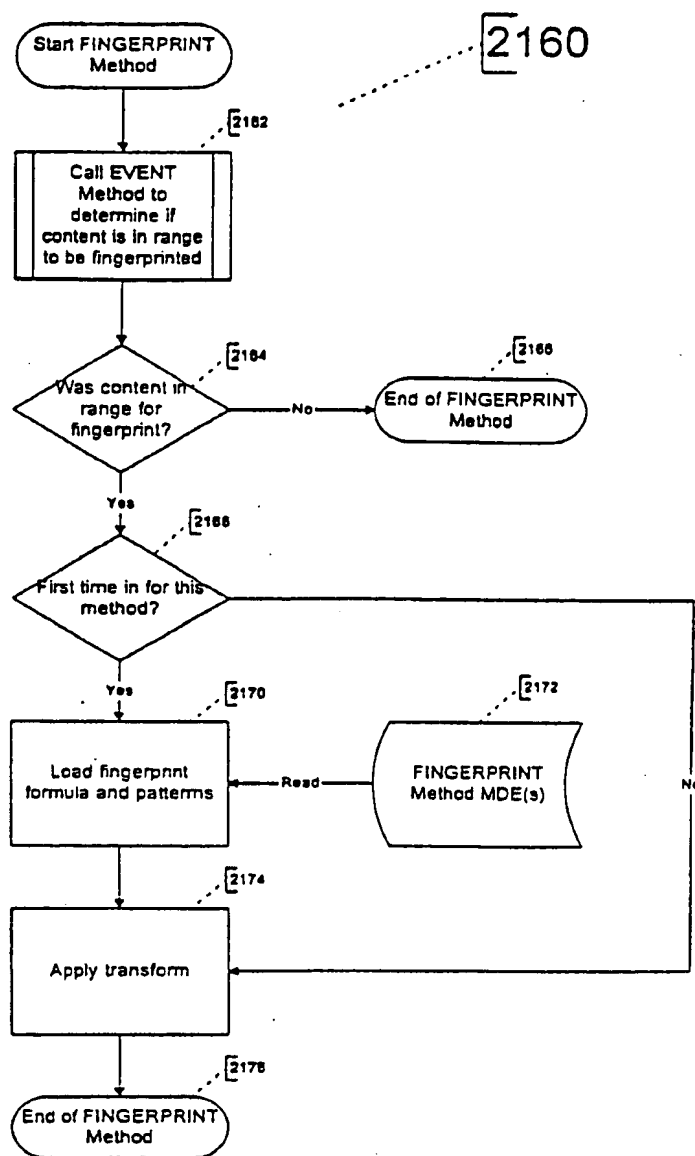 Start FINGERPRINT
Method
2160
2162
Call EVENT
Method to
determine if
content is in range
to be fingerprinted
2164
Was content in
range for
fingerprint?
No
2166
End of FINGERPRINT
Method
Yes
2168
First time in for this
method?
Yes
No
2170
Load fingerprint
formula and patterns
Read
2172
FINGERPRINT
Method MDE(s)
2174
Apply transform
2176
End of FINGERPRINT
Method